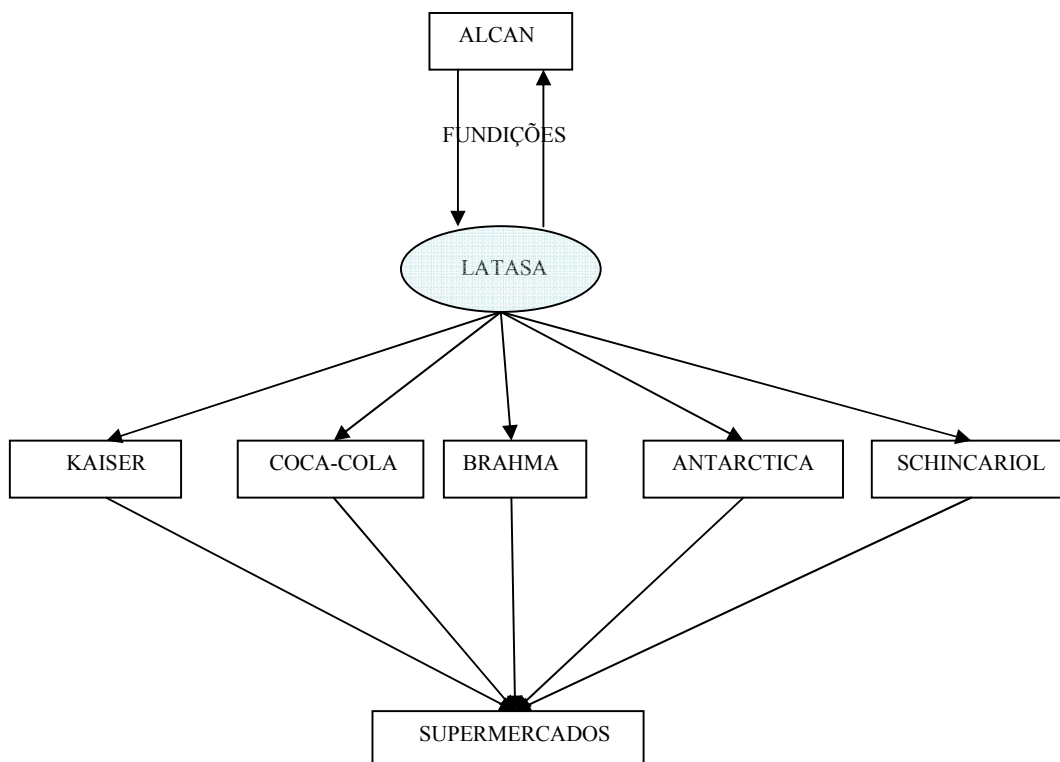 ALCAN
FUNDIÇÕES
LATASA
KAISER
COCA-COLA
BRAHMA
ANTARCTICA
SCHINCARIOL
SUPERMERCADOS